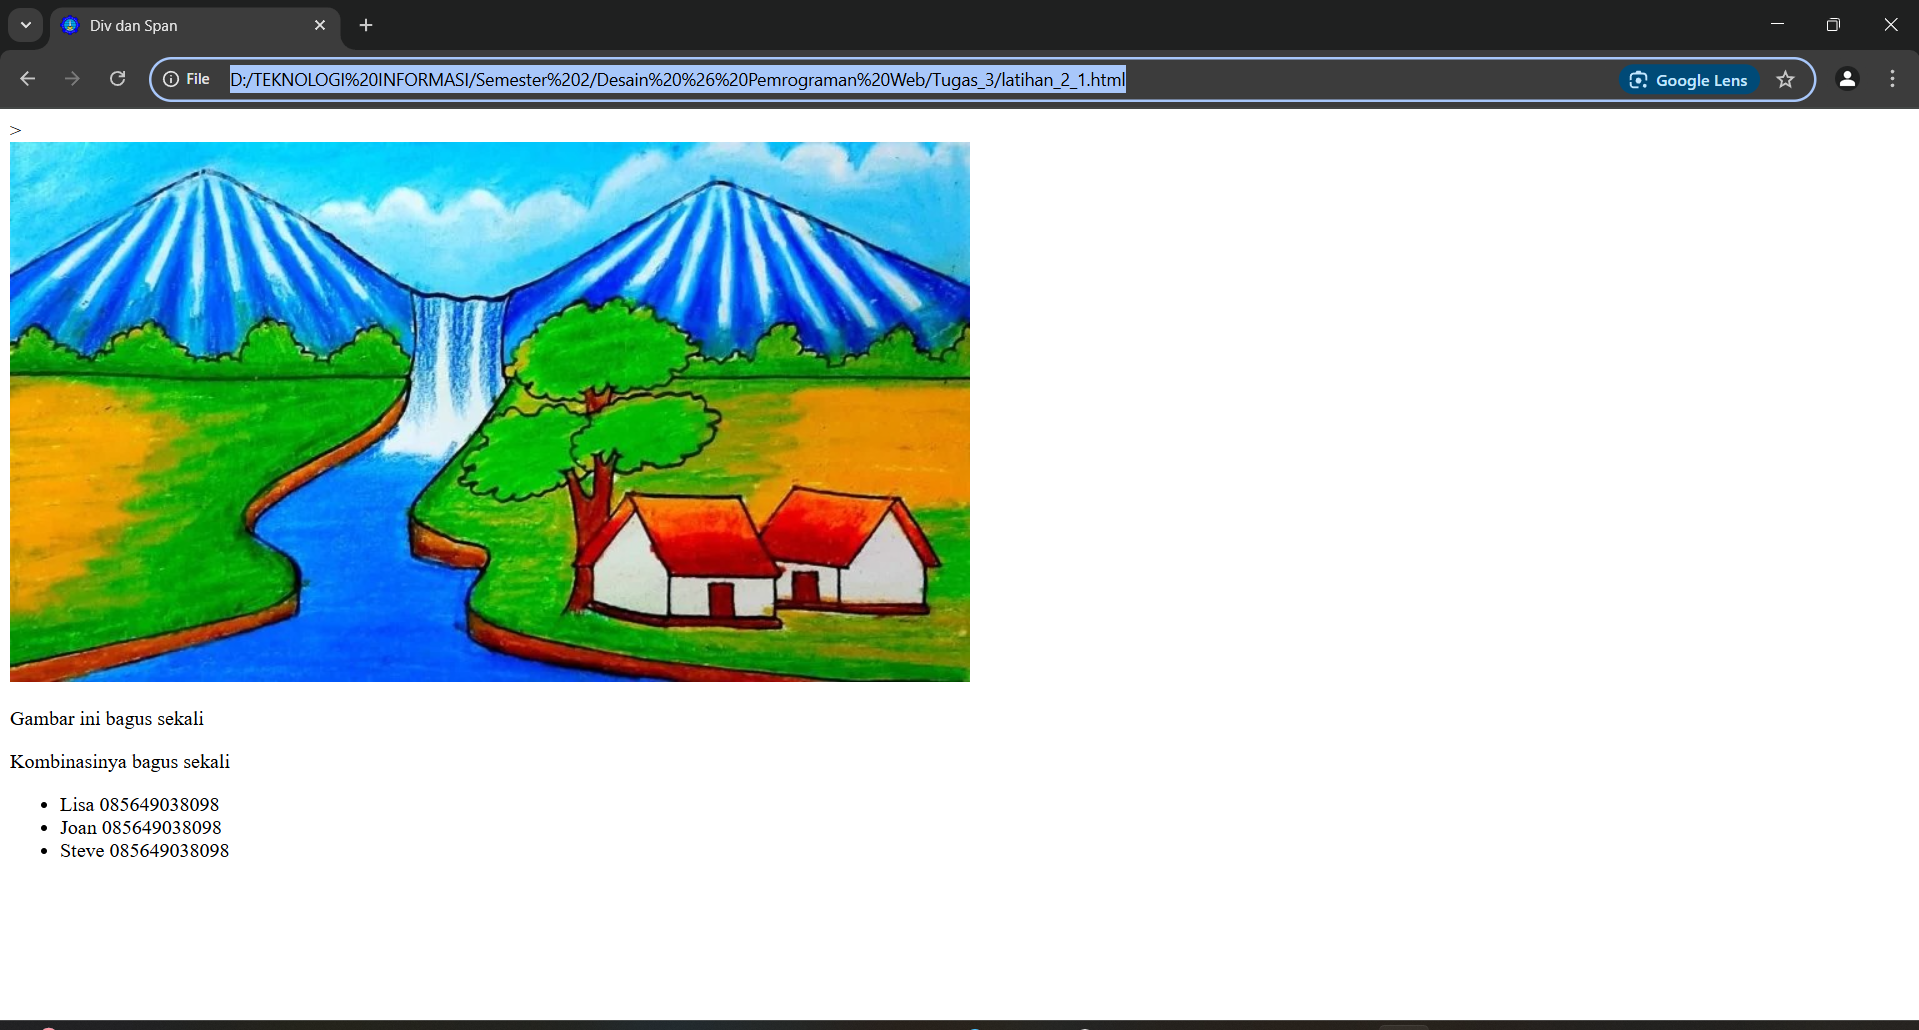 Div dan Span
File
D:/TEKNOLOGI%20INFORMASI/Semester%202/Desain%20%26%20Pemrograman%20Web/Tugas_3/latihan_2_1.html
Google Lens
>
Gambar ini bagus sekali
Kombinasinya bagus sekali
Lisa 085649038098
Joan 085649038098
Steve 085649038098